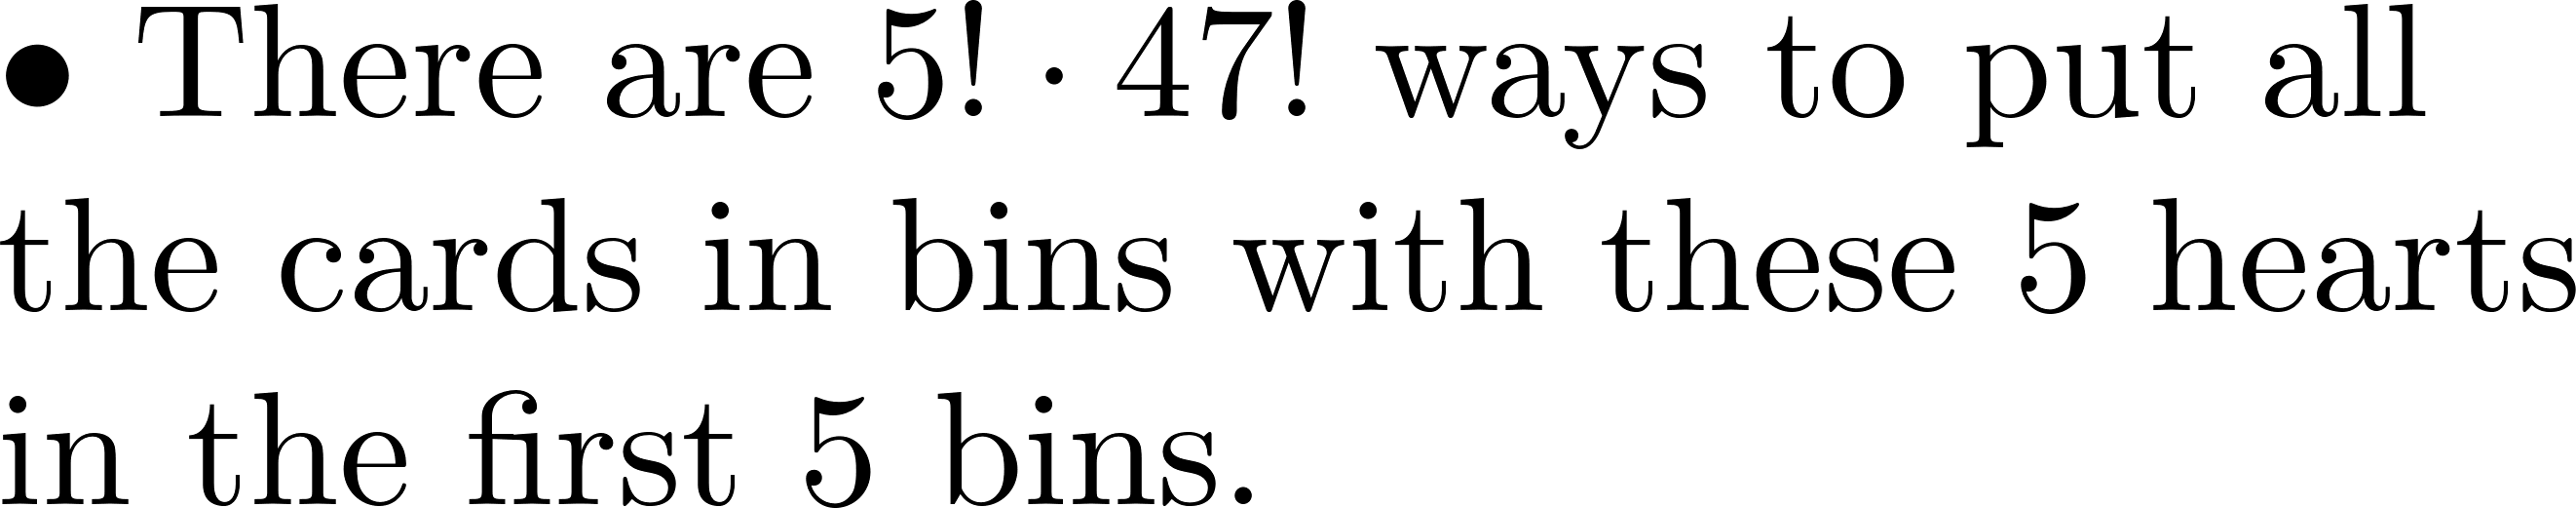 • There are 5! · 47! ways to put all
the cards in bins with these 5 hearts
in the first 5 bins.